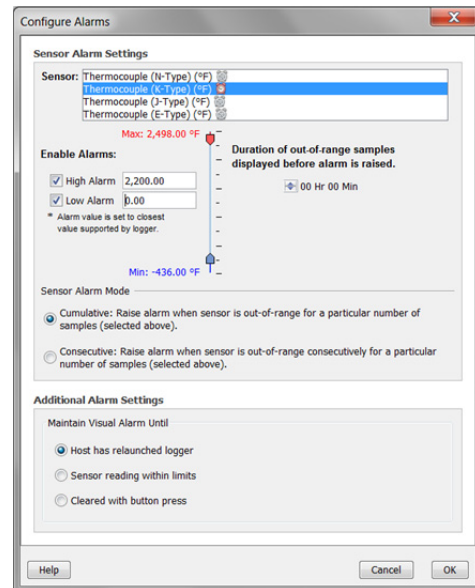 Configure Alarms
Sensor Alarm Settings
Sensor: Thermocouple (N-Type) (°F)
Thermocouple (K-Type) (°F)
Thermocouple (J-Type) (°F)
Thermocouple (E-Type) (°F)
Max: 2,498.00 °F
Duration of out-of-range samples
displayed before alarm is raised.
Enable Alarms:
00 Hr 00 Min
High Alarm 2,200.00
Low Alarm 0.00
* Alarm value is set to closest
value supported by logger.
Min: -436.00 °F
Sensor Alarm Mode
Cumulative: Raise alarm when sensor is out-of-range for a particular number of
samples (selected above).
Consecutive: Raise alarm when sensor is out-of-range consecutively for a particular
number of samples (selected above).
Additional Alarm Settings
Maintain Visual Alarm Until
Host has relaunched logger
Sensor reading within limits
Cleared with button press
Help Cancel OK